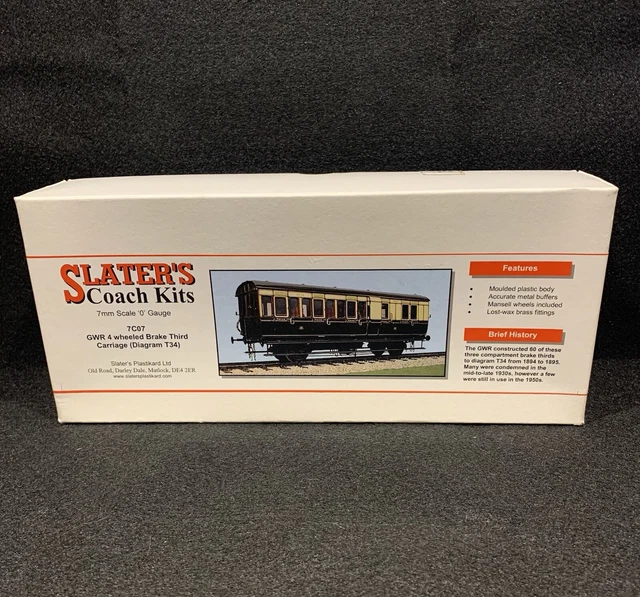 SLATER'S
Coach Kits
7mm Scale '0' Gauge
7C07
GWR 4 wheeled Brake Third
Carriage (Diagram T34)
Slater's Plastikard Ltd
Old Road, Darley Dale, Matlock, DE4 2ER.
www.slatersplastikard.com
Features
• Moulded plastic body
• Accurate metal buffers
• Mansell wheels included
• Lost-wax brass fittings
Brief History
The GWR constructed 60 of these
three compartment brake thirds
to diagram T34 from 1894 to 1895.
Many were condemned in the
mid-to-late 1930s, however a few
were still in use in the 1950s.